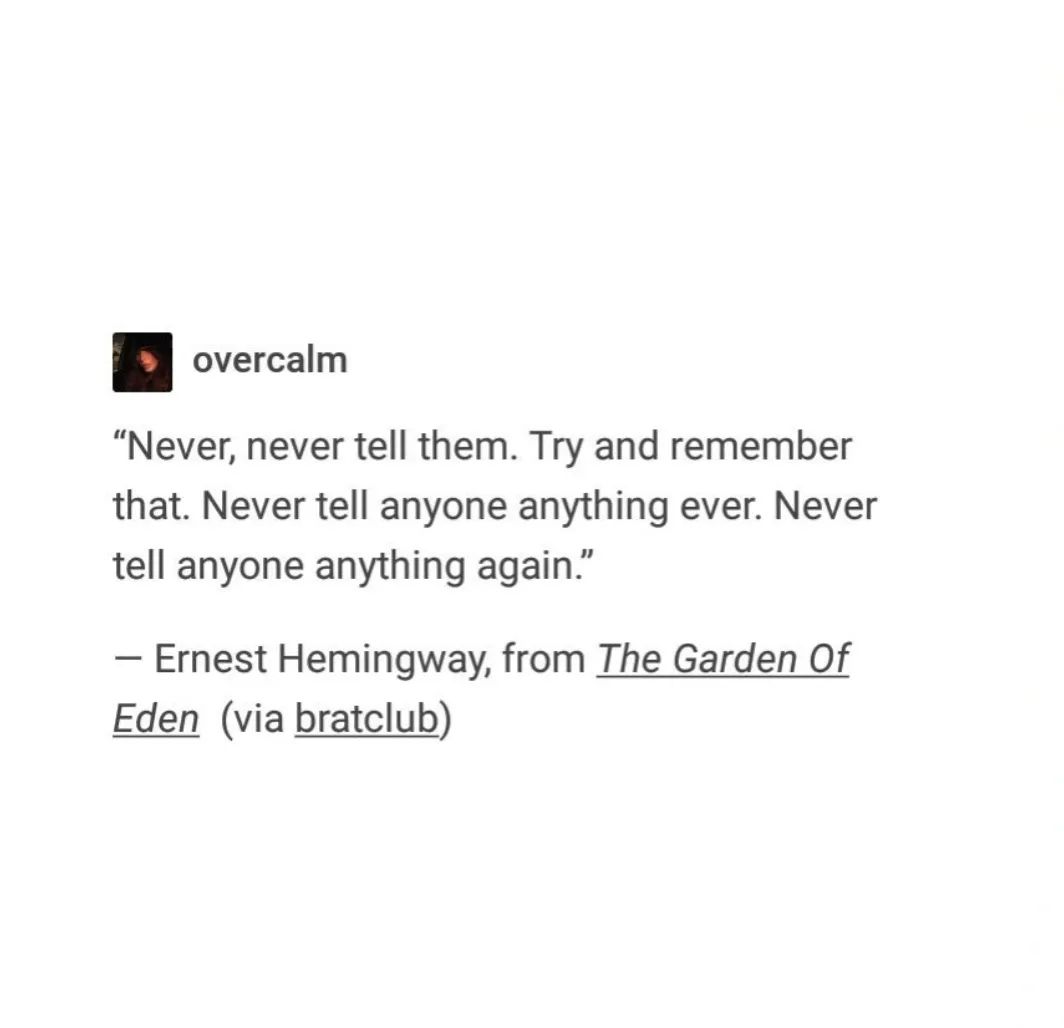 overcalm
“Never, never tell them. Try and remember
that. Never tell anyone anything ever. Never
tell anyone anything again.”
— Ernest Hemingway, from The Garden Of
Eden (via bratclub)